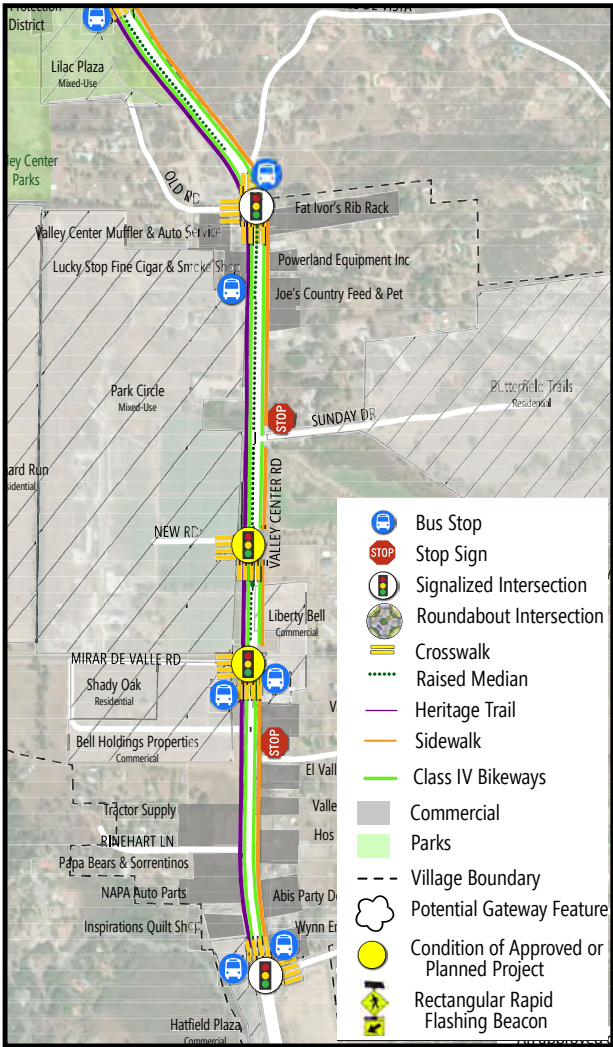 Protection
District
Lilac Plaza
Mixed-Use
ey Center
Parks
OLD RD
Fat Ivor's Rib Rack
Valley Center Muffler & Auto Service
Lucky Stop Fine Cigar & Smoke Shop
Powerland Equipment Inc
Joe's Country Feed & Pet
Park Circle
Mixed-Use
Butterfield Trails
Residential
STOP
SUNDAY DR
ard Run
sidential
VALLEY CENTER RD
NEW RD
Liberty Bell
Commercial
MIRAR DE VALLE RD
Shady Oak
Residential
Bell Holdings Properties
Commerical
STOP
El Vall
Tractor Supply
Valle
RINEHART LN
Hos
Papa Bears & Sorrentinos
NAPA Auto Parts
Abis Party D
Inspirations Quilt Shop
Wynn En
Hatfield Plaza
Commercial
Bus Stop
STOP
Stop Sign
Signalized Intersection
Roundabout Intersection
Crosswalk
Raised Median
Heritage Trail
Sidewalk
Class IV Bikeways
Commercial
Parks
Village Boundary
Potential Gateway Feature
Condition of Approved or
Planned Project
Rectangular Rapid
Flashing Beacon